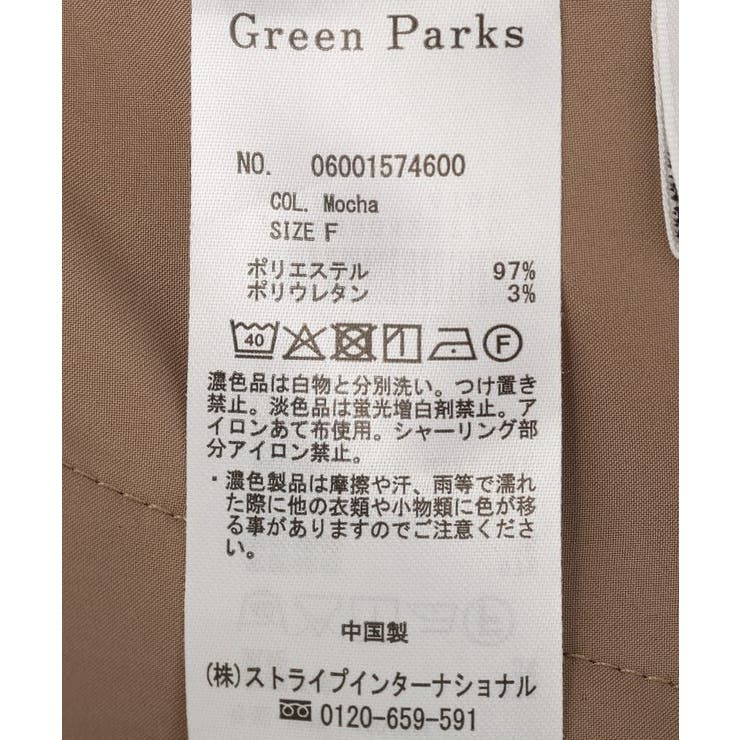 Green Parks
NO. 06001574600
COL. Mocha
SIZE F
ポリエステル 97%
ポリウレタン 3%
40 F
濃色品は白物と分別洗い。つけ置き
禁止。淡色品は蛍光増白剤禁止。ア
イロンあて布使用。シャーリング部
分アイロン禁止。
・濃色製品は摩擦や汗、雨等で濡れ
た際に他の衣類や小物類に色が移
る事がありますのでご注意くださ
い。
中国製
(株)ストライプインターナショナル
0120-659-591